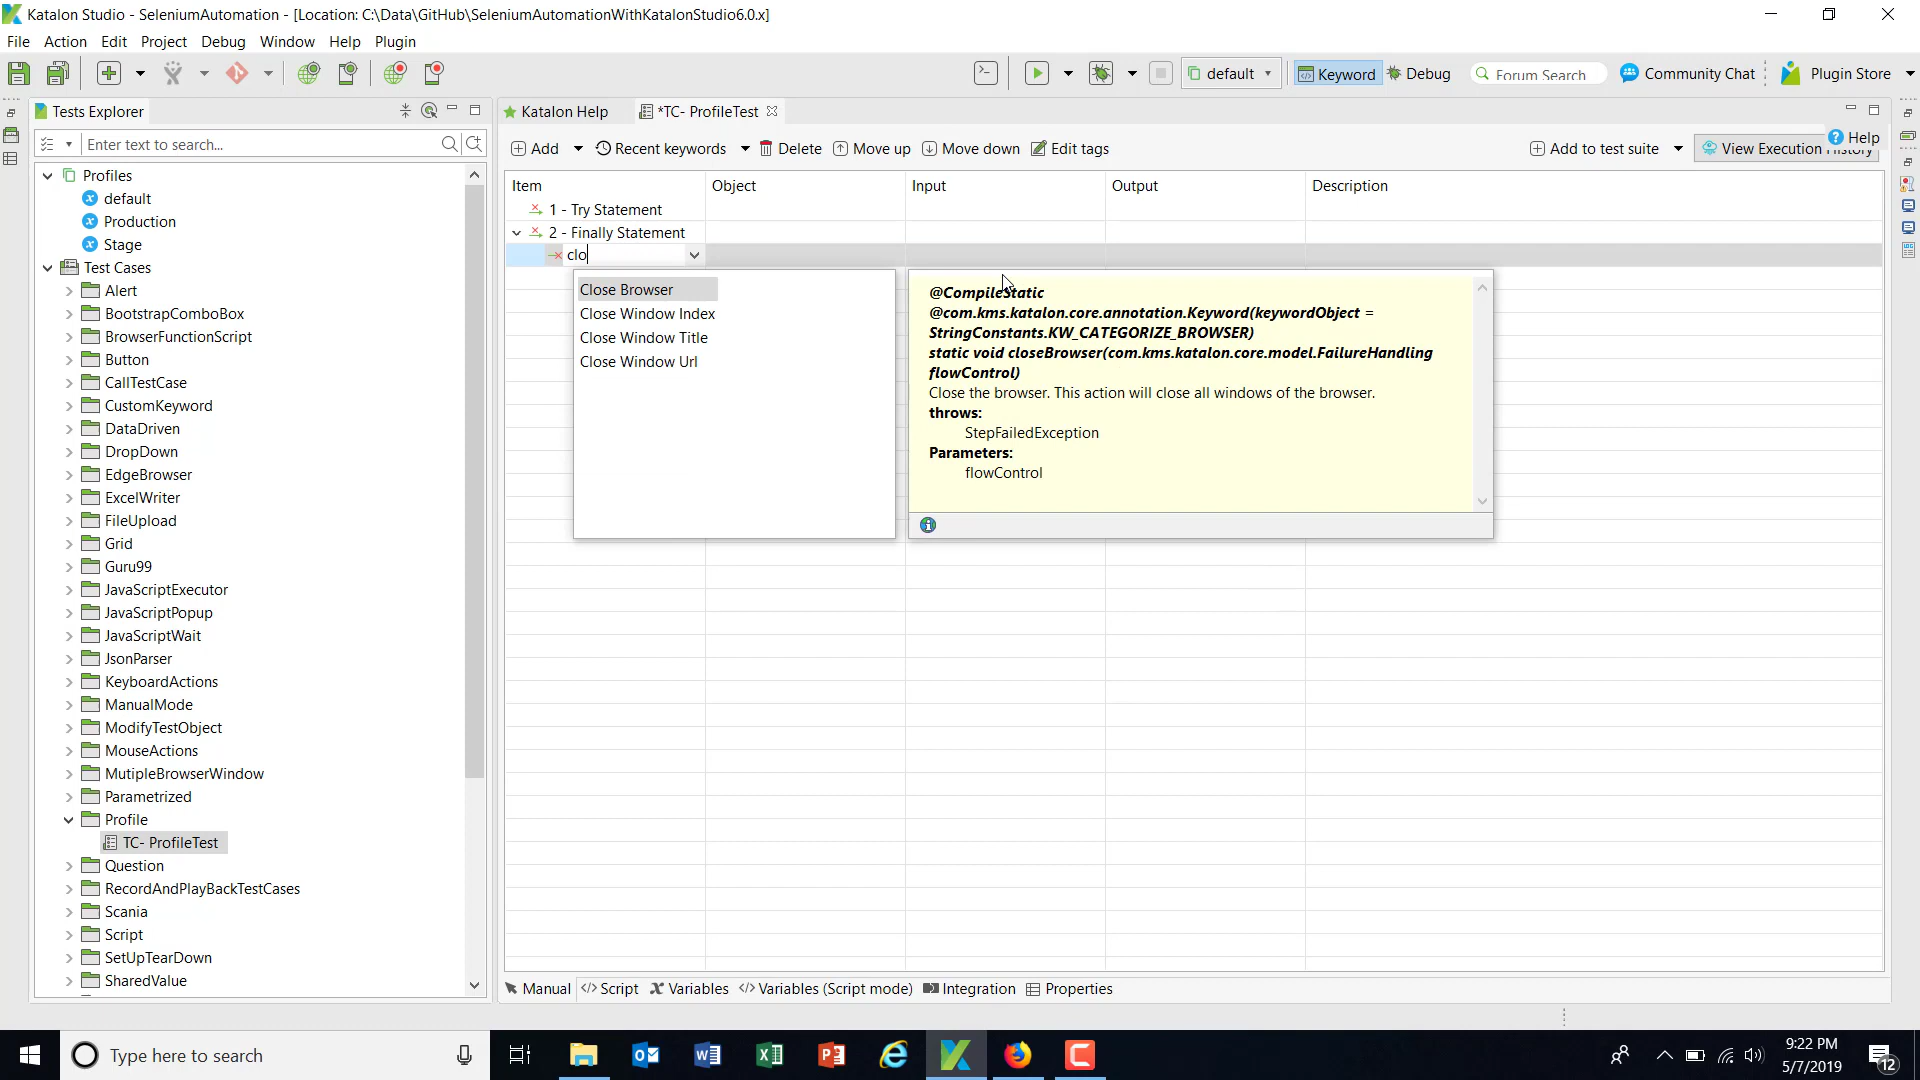 Katalon Studio - SeleniumAutomation - [Location: C:\Data\GitHub\SeleniumAutomationWithKatalonStudio6.0.x]
File Action Edit Project Debug Window Help Plugin
default Keyword Debug Forum Search Community Chat Plugin Store
Tests Explorer
Enter text to search...
Profiles
default
Production
Stage
Test Cases
Alert
BootstrapComboBox
BrowserFunctionScript
Button
CallTestCase
CustomKeyword
DataDriven
DropDown
EdgeBrowser
ExcelWriter
FileUpload
Grid
Guru99
JavaScriptExecutor
JavaScriptPopup
JavaScriptWait
JsonParser
KeyboardActions
ManualMode
ModifyTestObject
MouseActions
MutipleBrowserWindow
Parametrized
Profile
TC- ProfileTest
Question
RecordAndPlayBackTestCases
Scania
Script
SetUpTearDown
SharedValue
Katalon Help *TC- ProfileTest
Help
Add Recent keywords Delete Move up Move down Edit tags Add to test suite View Execution History
Item Object Input Output Description
1 - Try Statement
2 - Finally Statement
clo
Close Browser
Close Window Index
Close Window Title
Close Window Url
@CompileStatic
@com.kms.katalon.core.annotation.Keyword(keywordObject =
StringConstants.KW_CATEGORIZE_BROWSER)
static void closeBrowser(com.kms.katalon.core.model.FailureHandling
flowControl)
Close the browser. This action will close all windows of the browser.
throws:
StepFailedException
Parameters:
flowControl
Manual Script Variables Variables (Script mode) Integration Properties
Type here to search
9:22 PM
5/7/2019
12